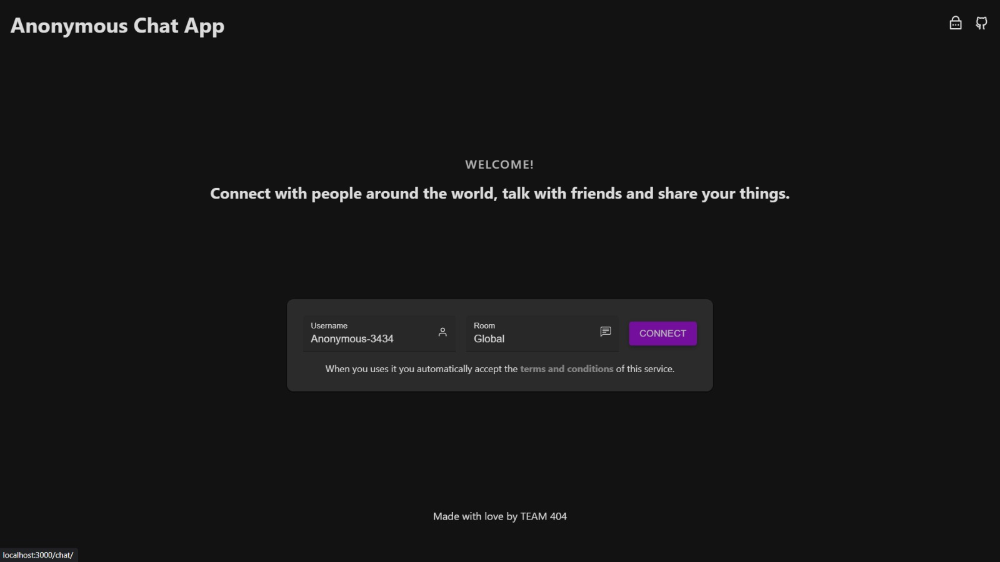 Anonymous Chat App
WELCOME!
Connect with people around the world, talk with friends and share your things.
Username
Anonymous-3434
Room
Global
CONNECT
When you uses it you automatically accept the terms and conditions of this service.
Made with love by TEAM 404
localhost:3000/chat/